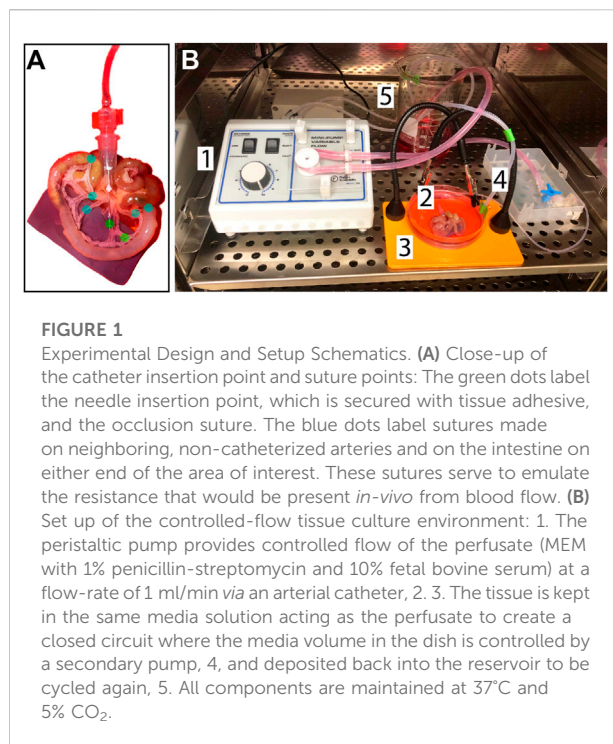 A
B
5
1
MINI-PUMP
VARIABLE
FLOW
2
4
3
FIGURE 1
Experimental Design and Setup Schematics. (A) Close-up of
the catheter insertion point and suture points: The green dots label
the needle insertion point, which is secured with tissue adhesive,
and the occlusion suture. The blue dots label sutures made
on neighboring, non-catheterized arteries and on the intestine on
either end of the area of interest. These sutures serve to emulate
the resistance that would be present in-vivo from blood flow. (B)
Set up of the controlled-flow tissue culture environment: 1. The
peristaltic pump provides controlled flow of the perfusate (MEM
with 1% penicillin-streptomycin and 10% fetal bovine serum) at a
flow-rate of 1 ml/min via an arterial catheter, 2. 3. The tissue is kept
in the same media solution acting as the perfusate to create a
closed circuit where the media volume in the dish is controlled by
a secondary pump, 4, and deposited back into the reservoir to be
cycled again, 5. All components are maintained at 37°C and
5% CO₂.